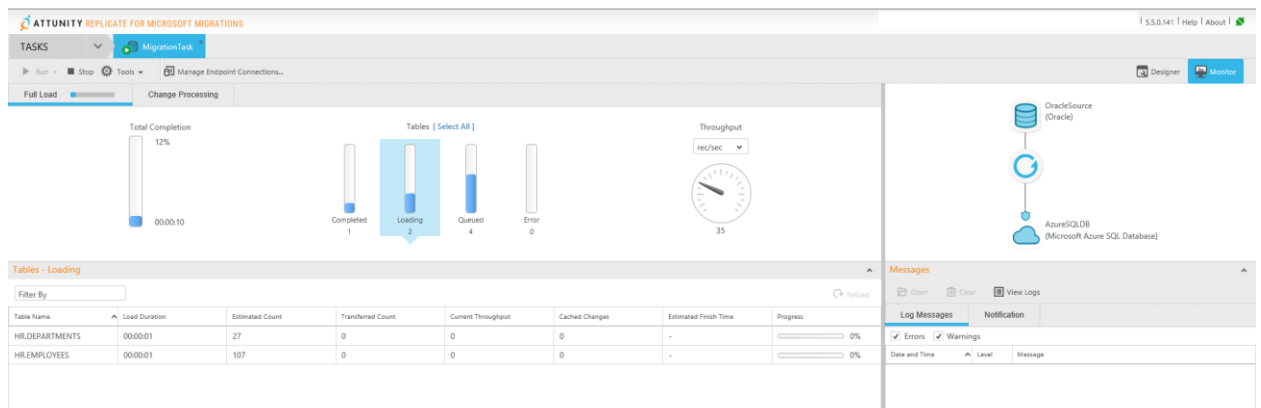 ATTUNITY REPLICATE FOR MICROSOFT MIGRATIONS
5.5.0.141 | Help | About |
TASKS MigrationTask
Run Stop Tools Manage Endpoint Connections... Designer Monitor
Full Load Change Processing
Total Completion
12%
00:00:10
Tables [ Select All ]
Completed Loading Queued Error
1 2 4 0
Throughput
rec/sec
35
OracleSource
(Oracle)
AzureSQLDB
(Microsoft Azure SQL Database)
Tables - Loading
Filter By Reload
Table Name Load Duration Estimated Count Transferred Count Current Throughput Cached Changes Estimated Finish Time Progress
HR.DEPARTMENTS 00:00:01 27 0 0 0 - 0%
HR.EMPLOYEES 00:00:01 107 0 0 0 - 0%
Messages
Open Clear View Logs
Log Messages Notification
Errors Warnings
Date and Time Level Message